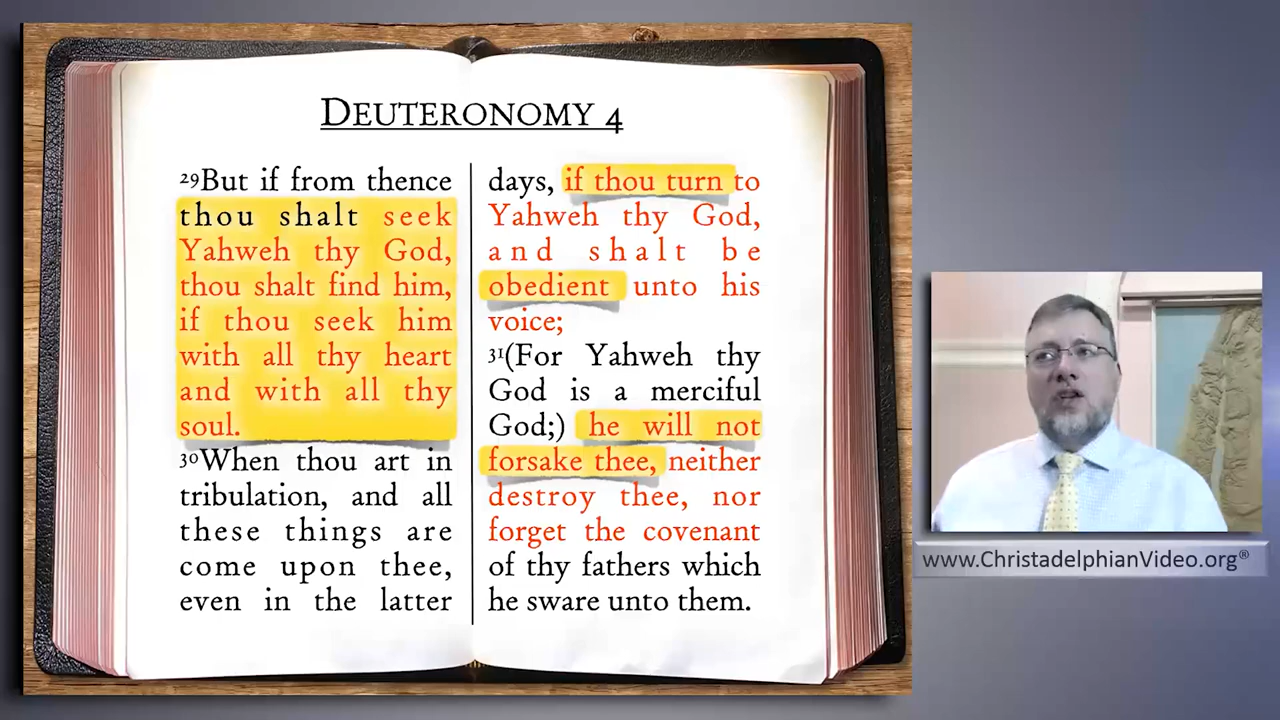 DEUTERONOMY 4
29But if from thence
thou shalt seek
Yahweh thy God,
thou shalt find him,
if thou seek him
with all thy heart
and with all thy
soul.
30When thou art in
tribulation, and all
these things are
come upon thee,
even in the latter
days, if thou turn to
Yahweh thy God,
and shalt be
obedient unto his
voice;
31(For Yahweh thy
God is a merciful
God;) he will not
forsake thee, neither
destroy thee, nor
forget the covenant
of thy fathers which
he sware unto them.
www.ChristadelphianVideo.org®